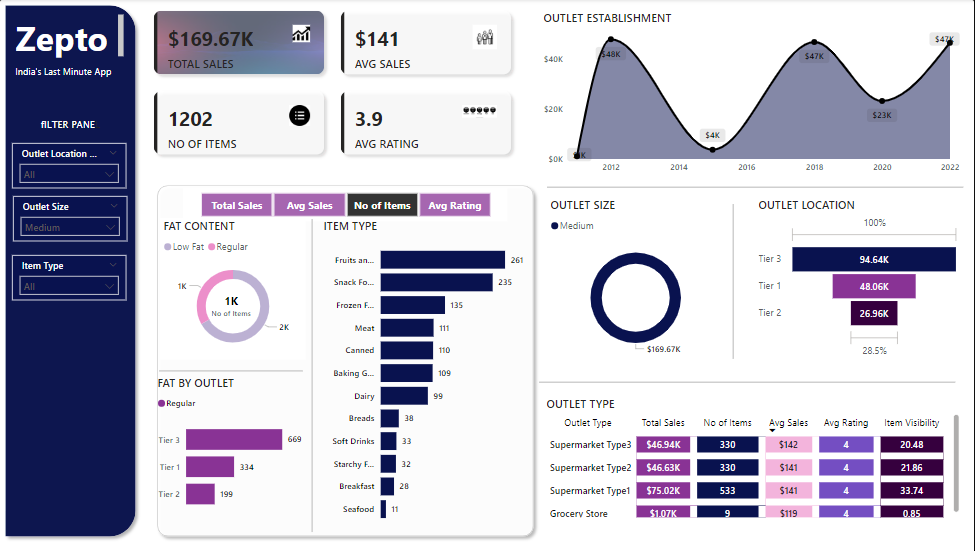 Zepto
India's Last Minute App
fILTER PANE
Outlet Location ...
All
Outlet Size
Medium
Item Type
All
$169.67K
TOTAL SALES
$141
AVG SALES
1202
NO OF ITEMS
3.9
AVG RATING
OUTLET ESTABLISHMENT
$40K
$20K
$0K
$48K
$4K
$47K
$23K
$47K
2012
2014
2016
2018
2020
2022
Total Sales
Avg Sales
No of Items
Avg Rating
FAT CONTENT
Low Fat
Regular
1K
1K
No of Items
2K
FAT BY OUTLET
Regular
Tier 3
669
Tier 1
334
Tier 2
199
ITEM TYPE
Fruits an...
261
Snack Fo...
235
Frozen F...
135
Meat
111
Canned
110
Baking G...
109
Dairy
99
Breads
38
Soft Drinks
33
Starchy F...
32
Breakfast
28
Seafood
11
OUTLET SIZE
Medium
$169.67K
OUTLET LOCATION
100%
Tier 3
94.64K
Tier 1
48.06K
Tier 2
26.96K
28.5%
OUTLET TYPE
Outlet Type Total Sales No of Items Avg Sales Avg Rating Item Visibility
Supermarket Type3 $46.94K 330 $142 4 20.48
Supermarket Type2 $46.63K 330 $141 4 21.86
Supermarket Type1 $75.02K 533 $141 4 33.74
Grocery Store $1.07K 9 $119 4 0.85